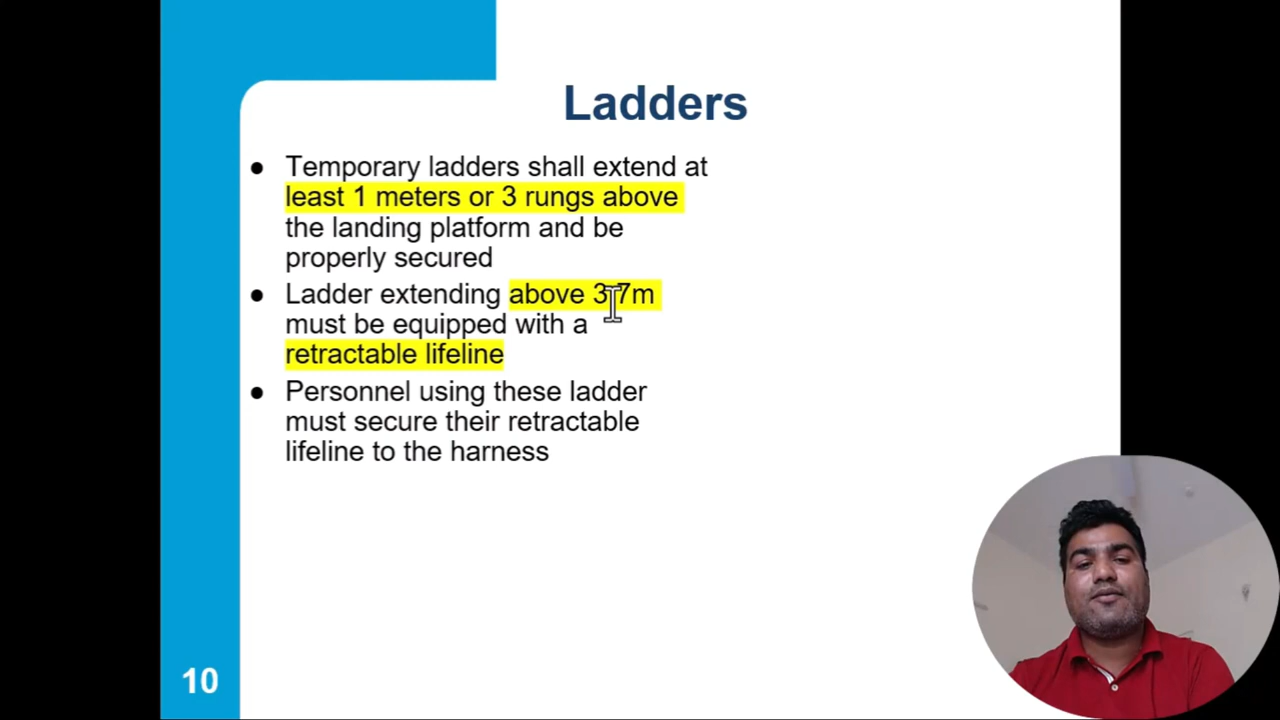 Ladders
● Temporary ladders shall extend at
least 1 meters or 3 rungs above
the landing platform and be
properly secured
● Ladder extending above 3.7m
must be equipped with a
retractable lifeline
● Personnel using these ladder
must secure their retractable
lifeline to the harness
10